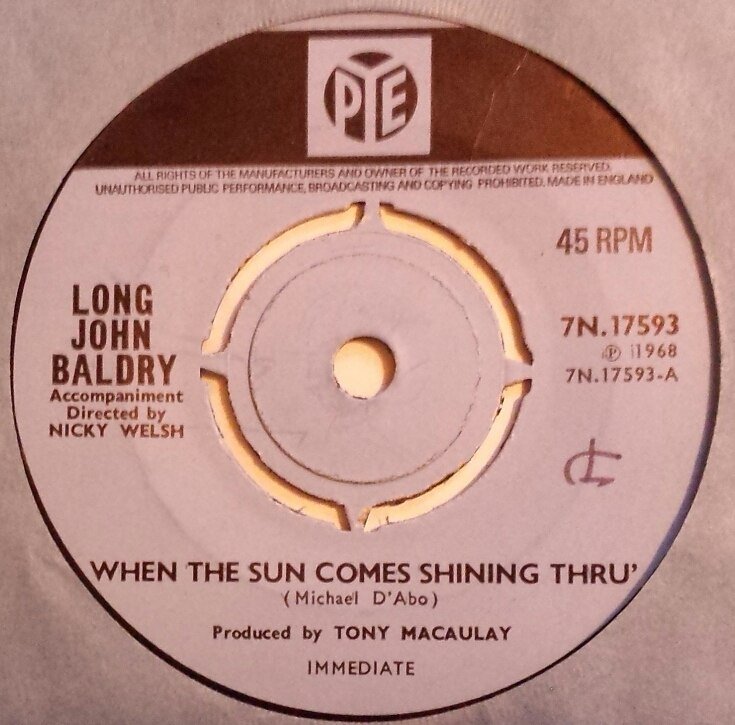 PYE
ALL RIGHTS OF THE MANUFACTURERS AND OWNER OF THE RECORDED WORK RESERVED.
UNAUTHORISED PUBLIC PERFORMANCE, BROADCASTING AND COPYING PROHIBITED. MADE IN ENGLAND
45 RPM
LONG
JOHN
BALDRY
Accompaniment
Directed by
NICKY WELSH
7N.17593
℗ 1968
7N.17593-A
WHEN THE SUN COMES SHINING THRU'
(Michael D'Abo)
Produced by TONY MACAULAY
IMMEDIATE